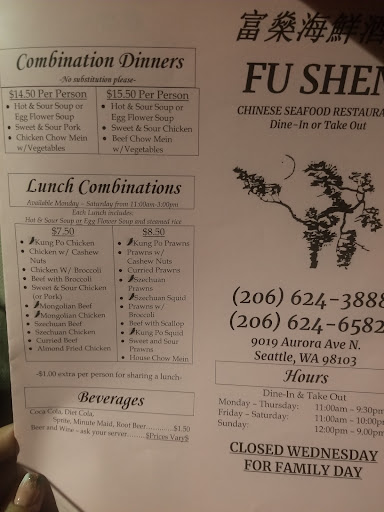 Combination Dinners
-No substitution please-
$14.50 Per Person
• Hot & Sour Soup or
Egg Flower Soup
• Sweet & Sour Pork
• Chicken Chow Mein
w/Vegetables
$15.50 Per Person
• Hot & Sour Soup
or Egg Flower Soup
• Sweet & Sour Chicken
• Beef Chow Mein
w/Vegetables
Lunch Combinations
Available Monday – Saturday from 11:00am-3:00pm
Each Lunch includes:
Hot & Sour Soup or Egg Flower Soup and steamed rice
$7.50
• Kung Po Chicken
• Chicken w/ Cashew
Nuts
• Chicken W/ Broccoli
• Beef with Broccoli
• Sweet & Sour Chicken
(or Pork)
• Mongolian Beef
• Mongolian Chicken
• Szechuan Beef
• Szechuan Chicken
• Curried Beef
• Almond Fried Chicken
$8.50
• Kung Po Prawns
• Prawns w/
Cashew Nuts
• Curried Prawns
• Szechuan
Prawns
• Szechuan Squid
• Prawns w/
Broccoli
• Beef with Scallop
• Kung Po Squid
• Sweet and Sour
Prawns
• House Chow Mein
-$1.00 extra per person for sharing a lunch-
Beverages
Coca Cola, Diet Cola,
Sprite, Minute Maid, Root Beer.............$1.50
Beer and Wine – ask your server..........$Prices Vary$
富燊海鮮酒
FU SHEN
CHINESE SEAFOOD RESTAURA
Dine-In or Take Out
(206) 624-3888
(206) 624-6582
9019 Aurora Ave N.
Seattle, WA 98103
Hours
Dine-In & Take Out
Monday – Thursday: 11:00am – 9:30pm
Friday – Saturday: 11:00am – 10:00pm
Sunday: 12:00pm – 9:00pm
CLOSED WEDNESDAY
FOR FAMILY DAY